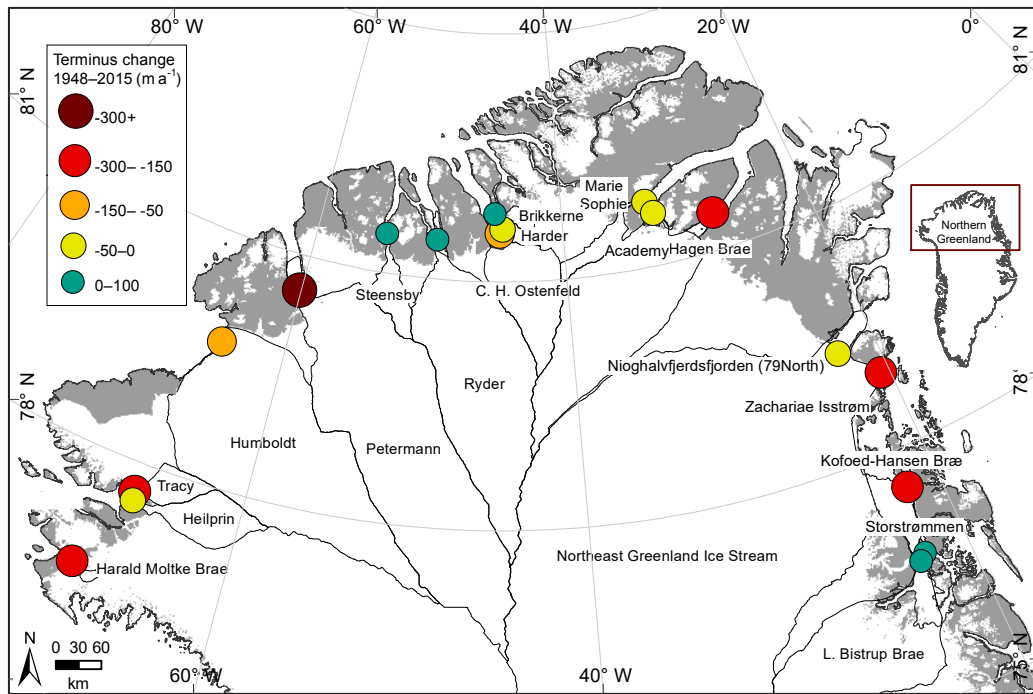 80° W
60° W
40° W
20° W
0°
81° N
81° N
Terminus change
1948–2015 (m a⁻¹)
-300+
-300– -150
-150– -50
-50–0
0–100
Marie
Sophie
Brikkerne
Harder
Academy
Hagen Brae
Northern
Greenland
Steensby
C. H. Ostenfeld
Nioghalvfjerdsfjorden (79North)
78°
78° N
Ryder
Zachariae Isstrøm
Humboldt
Petermann
Kofoed-Hansen Bræ
Tracy
Heilprin
Storstrømmen
Harald Moltke Brae
Northeast Greenland Ice Stream
N
0 30 60
km
L. Bistrup Brae
80° W
60° W
40° W
75° N